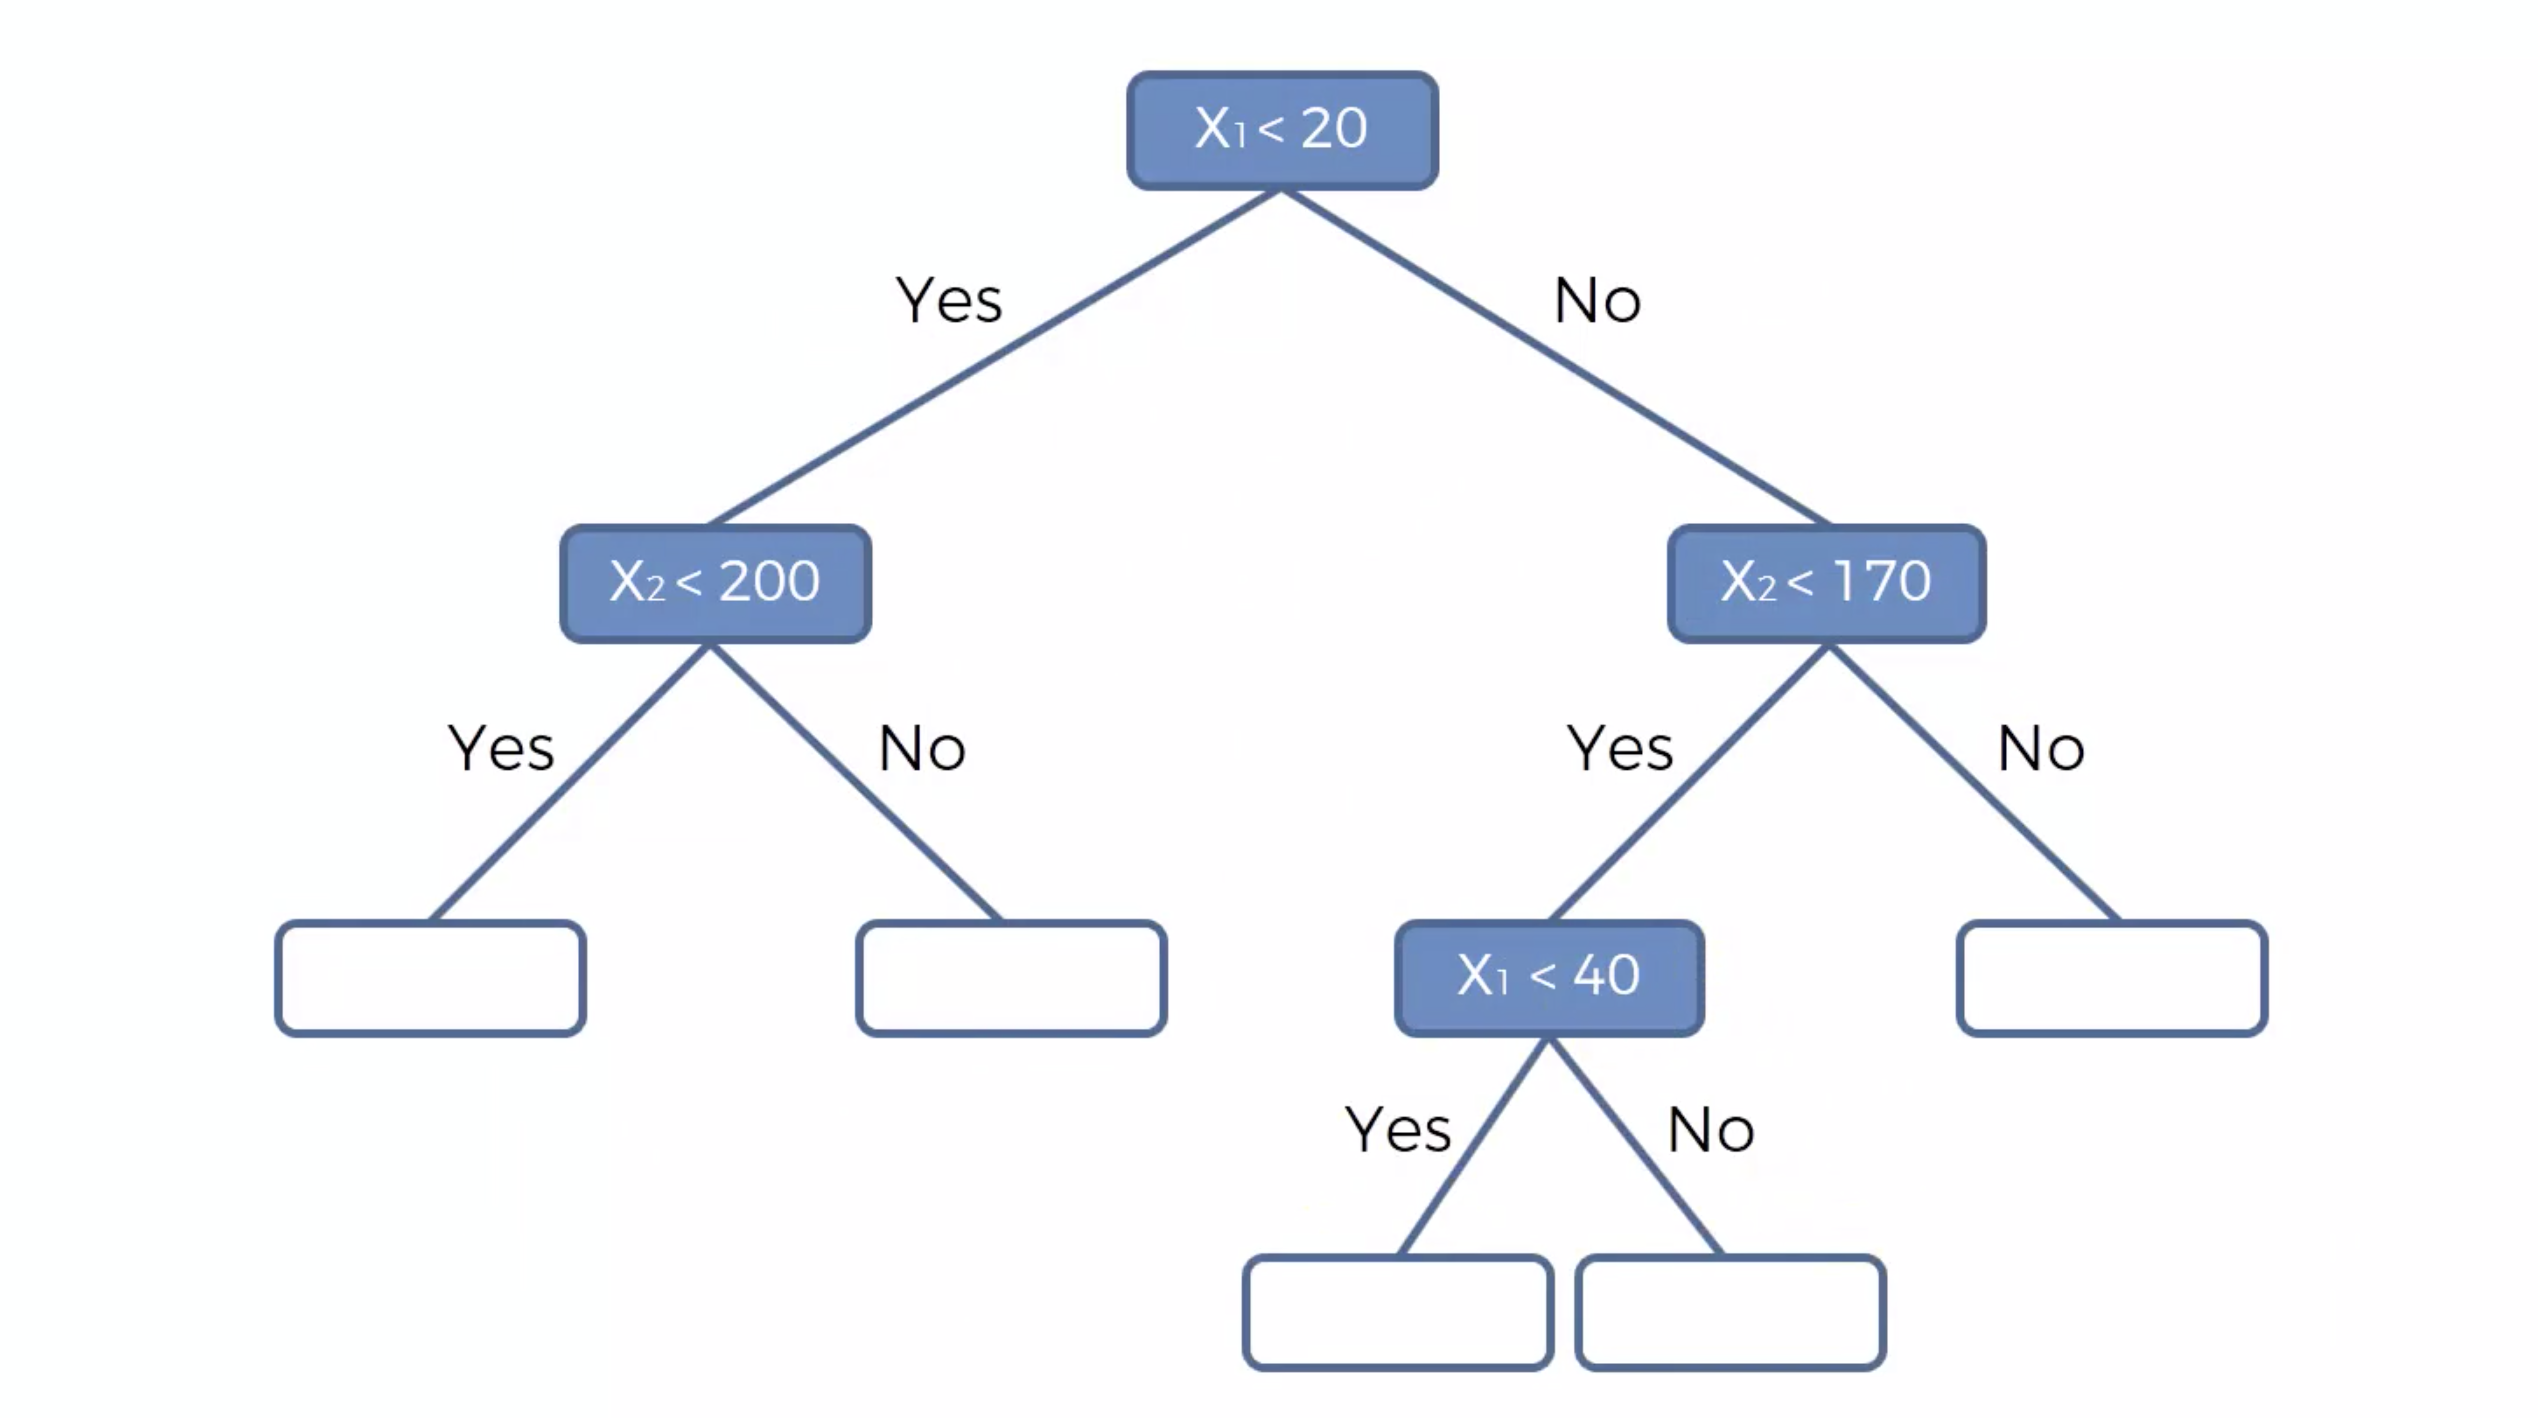 X₁ < 20
Yes
No
X₂ < 200
X₂ < 170
Yes
No
Yes
No
X₁ < 40
Yes
No